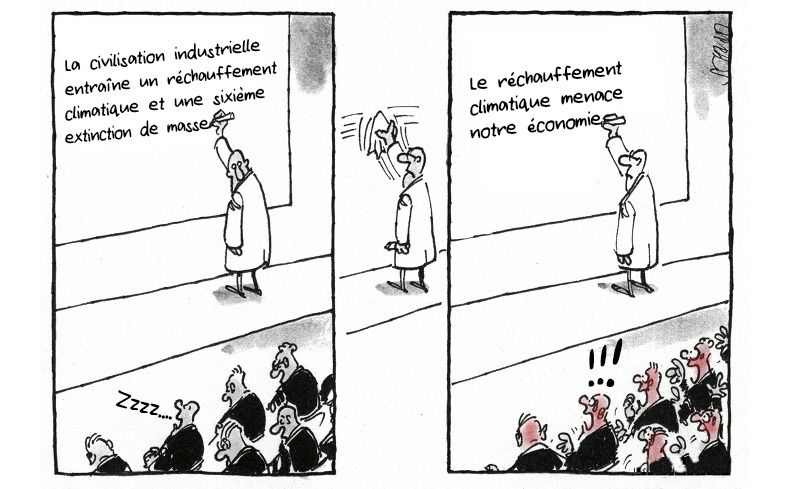 La civilisation industrielle
entraîne un réchauffement
climatique et une sixième
extinction de masse
Zzzz....
Le réchauffement
climatique menace
notre économie
!!!